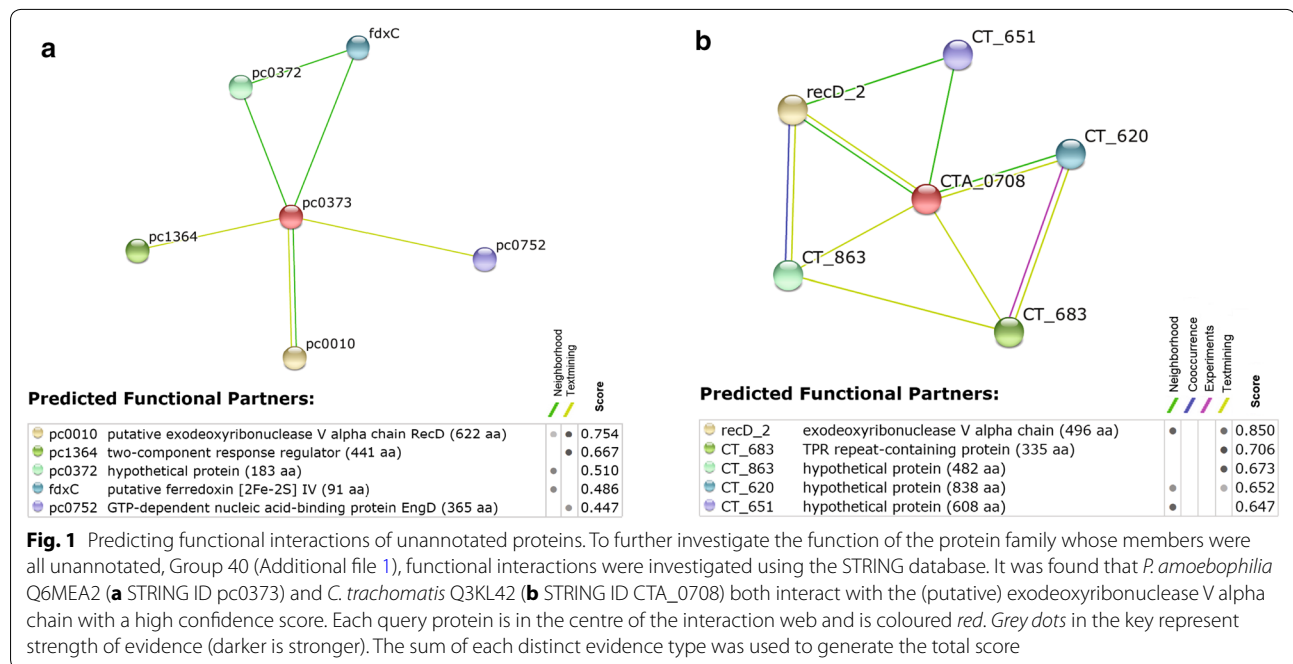 a
fdxC
pc0372
pc0373
pc1364
pc0752
pc0010
Neighborhood
Textmining
Score
Predicted Functional Partners:
pc0010 putative exodeoxyribonuclease V alpha chain RecD (622 aa) 0.754
pc1364 two-component response regulator (441 aa) 0.667
pc0372 hypothetical protein (183 aa) 0.510
fdxC putative ferredoxin [2Fe-2S] IV (91 aa) 0.486
pc0752 GTP-dependent nucleic acid-binding protein EngD (365 aa) 0.447
b
CT_651
recD_2
CT_620
CTA_0708
CT_863
CT_683
Neighborhood
Cooccurrence
Experiments
Textmining
Score
Predicted Functional Partners:
recD_2 exodeoxyribonuclease V alpha chain (496 aa) 0.850
CT_683 TPR repeat-containing protein (335 aa) 0.706
CT_863 hypothetical protein (482 aa) 0.673
CT_620 hypothetical protein (838 aa) 0.652
CT_651 hypothetical protein (608 aa) 0.647
Fig. 1 Predicting functional interactions of unannotated proteins. To further investigate the function of the protein family whose members were
all unannotated, Group 40 (Additional file 1), functional interactions were investigated using the STRING database. It was found that P. amoebophilia
Q6MEA2 (a STRING ID pc0373) and C. trachomatis Q3KL42 (b STRING ID CTA_0708) both interact with the (putative) exodeoxyribonuclease V alpha
chain with a high confidence score. Each query protein is in the centre of the interaction web and is coloured red. Grey dots in the key represent
strength of evidence (darker is stronger). The sum of each distinct evidence type was used to generate the total score